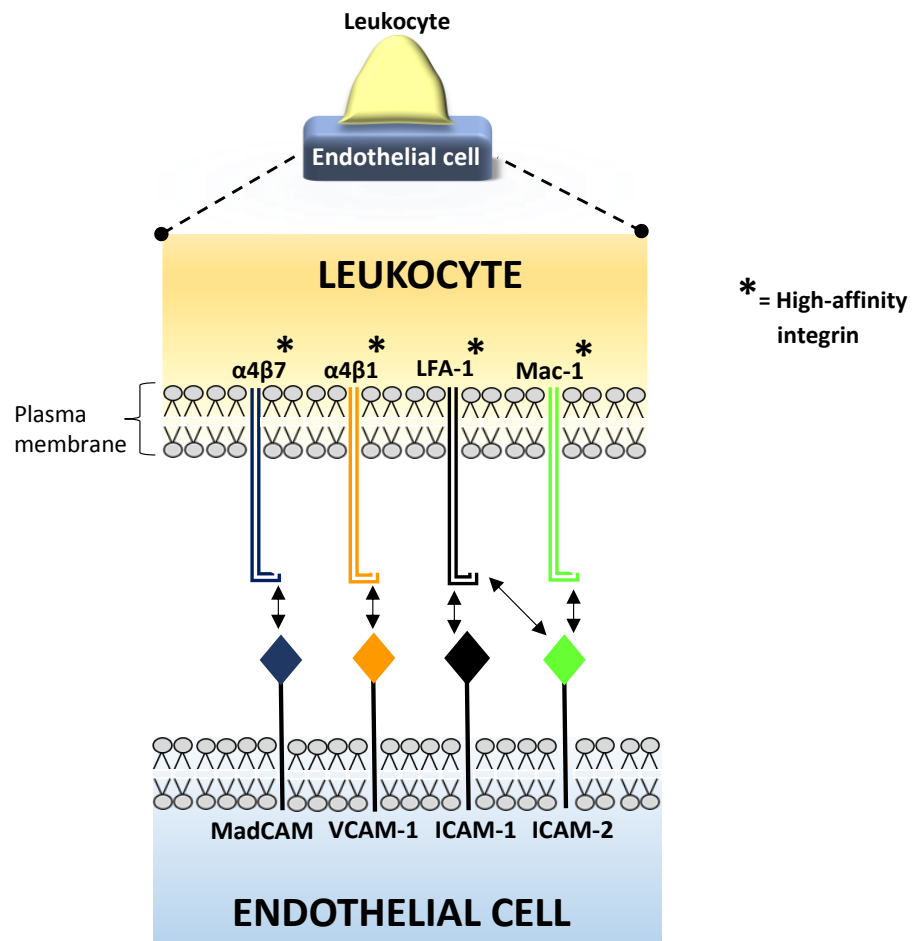 Leukocyte
Endothelial cell
LEUKOCYTE
* = High-affinity
integrin
α4β7* α4β1* LFA-1* Mac-1*
Plasma
membrane
MadCAM VCAM-1 ICAM-1 ICAM-2
ENDOTHELIAL CELL